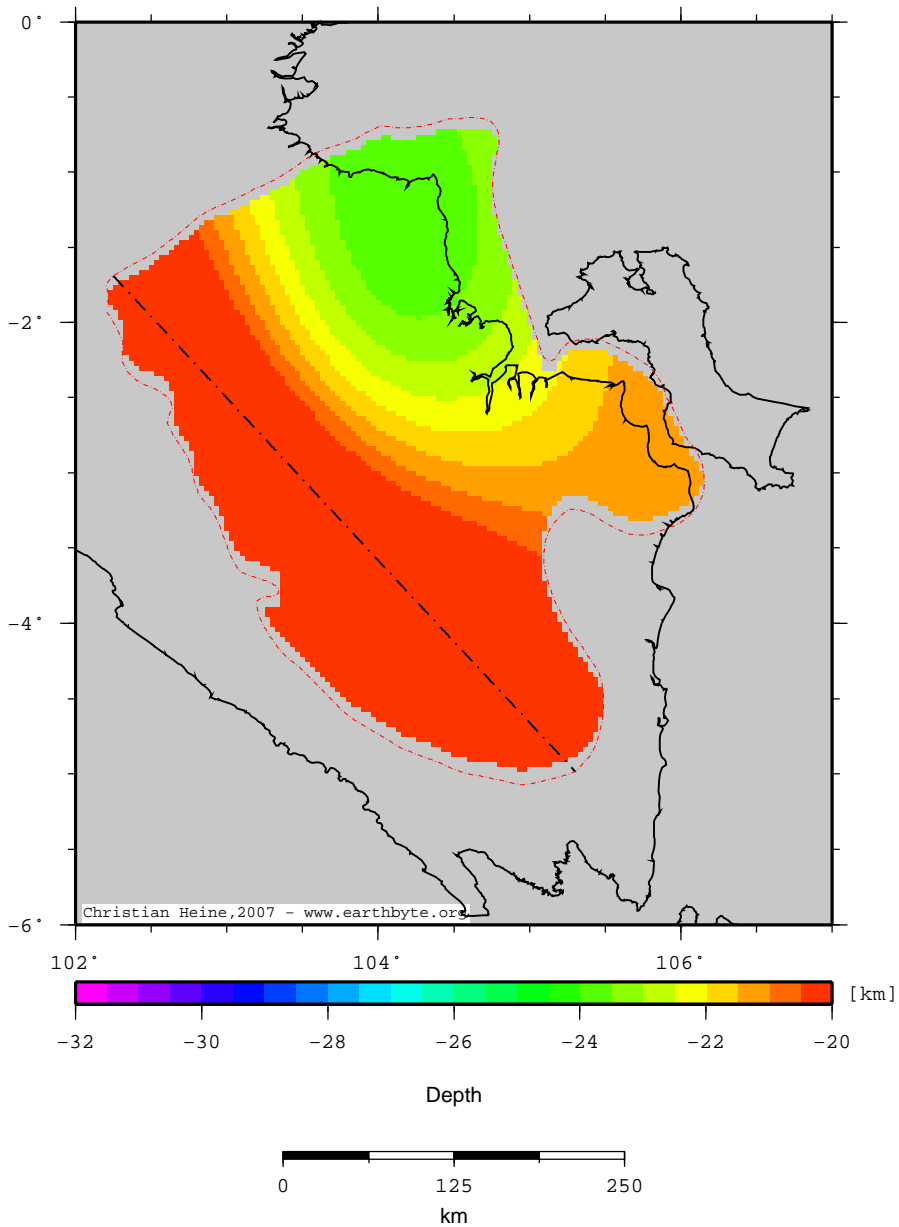 0°
−2°
−4°
−6°
Christian Heine,2007 - www.earthbyte.org
102° 104° 106°
[km]
−32 −30 −28 −26 −24 −22 −20
Depth
0 125 250
km